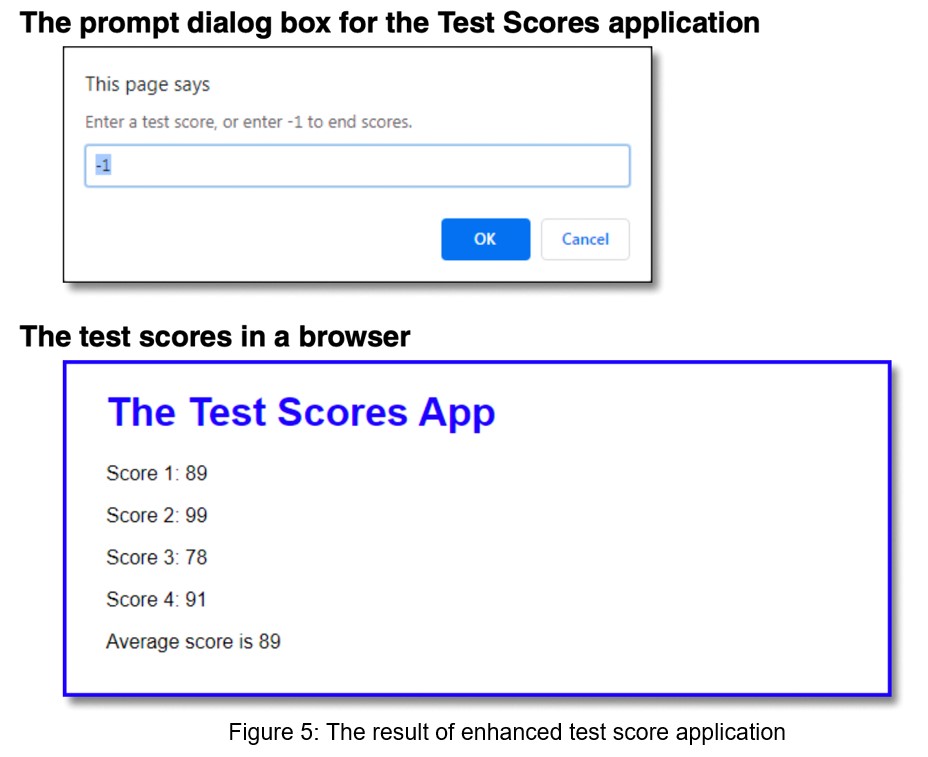 The prompt dialog box for the Test Scores application
This page says
Enter a test score, or enter -1 to end scores.
-1
OK
Cancel
The test scores in a browser
The Test Scores App
Score 1: 89
Score 2: 99
Score 3: 78
Score 4: 91
Average score is 89
Figure 5: The result of enhanced test score application